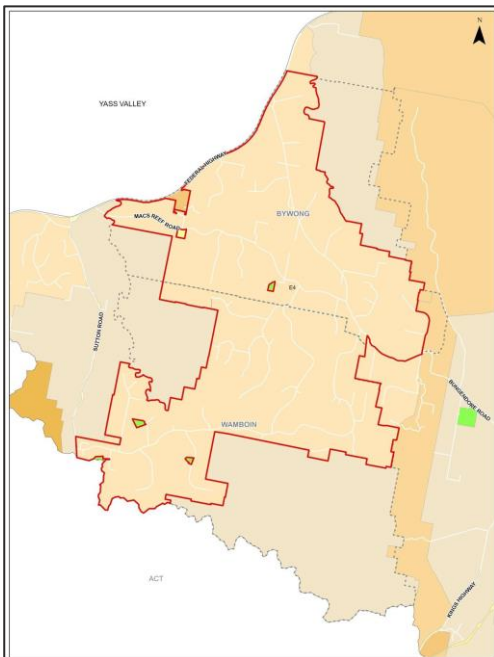 N
YASS VALLEY
FEDERAL HIGHWAY
MACS REEF ROAD
BYWONG
E4
SUTTON ROAD
BUNGENDORE ROAD
WAMBOIN
ACT
KINGS HIGHWAY